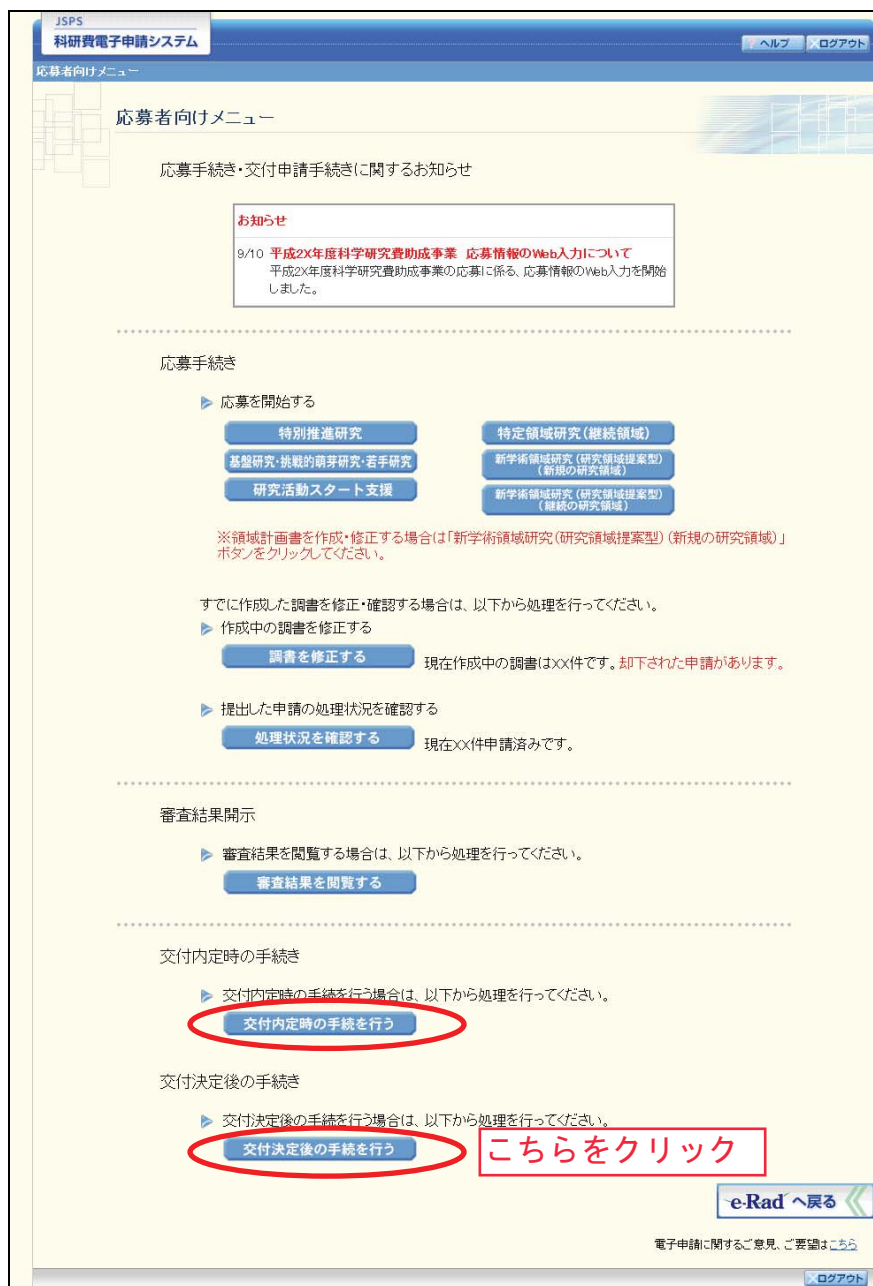 JSPS
科研費電子申請システム
ヘルプ ログアウト
応募者向けメニュー
応募者向けメニュー
応募手続き・交付申請手続きに関するお知らせ
お知らせ
9/10 平成2X年度科学研究費助成事業 応募情報のWeb入力について
平成2X年度科学研究費助成事業の応募に係る、応募情報のWeb入力を開始
しました。
応募手続き
応募を開始する
特別推進研究 特定領域研究(継続領域)
基盤研究・挑戦的萌芽研究・若手研究 新学術領域研究(研究領域提案型)
(新規の研究領域)
研究活動スタート支援 新学術領域研究(研究領域提案型)
(継続の研究領域)
※領域計画書を作成・修正する場合は「新学術領域研究(研究領域提案型)(新規の研究領域)」
ボタンをクリックしてください。
すでに作成した調書を修正・確認する場合は、以下から処理を行ってください。
作成中の調書を修正する
調書を修正する 現在作成中の調書はXX件です。却下された申請があります。
提出した申請の処理状況を確認する
処理状況を確認する 現在XX件申請済みです。
審査結果開示
審査結果を閲覧する場合は、以下から処理を行ってください。
審査結果を閲覧する
交付内定時の手続き
交付内定時の手続を行う場合は、以下から処理を行ってください。
交付内定時の手続を行う
交付決定後の手続き
交付決定後の手続を行う場合は、以下から処理を行ってください。
交付決定後の手続を行う こちらをクリック
e-Rad へ戻る
電子申請に関するご意見、ご要望はこちら
ログアウト